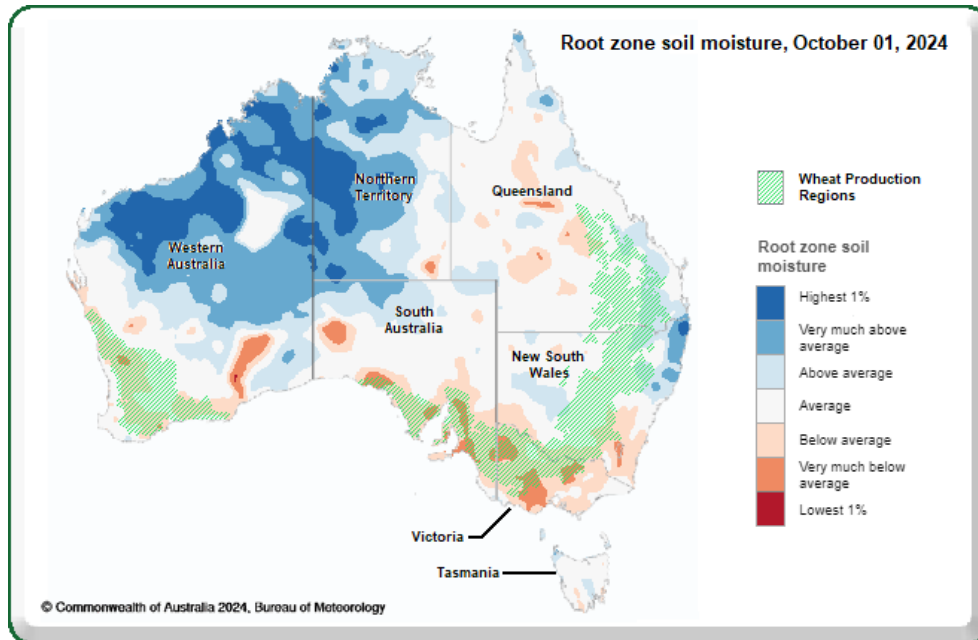 Root zone soil moisture, October 01, 2024
Northern
Territory
Queensland
Western
Australia
South
Australia
New South
Wales
Victoria
Tasmania
Wheat Production
Regions
Root zone soil
moisture
Highest 1%
Very much above
average
Above average
Average
Below average
Very much below
average
Lowest 1%
© Commonwealth of Australia 2024, Bureau of Meteorology